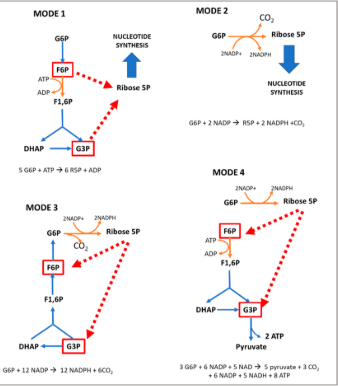 MODE 1
G6P
F6P
ATP
ADP
F1,6P
DHAP
G3P
NUCLEOTIDE
SYNTHESIS
Ribose 5P
5 G6P + ATP → 6 R5P + ADP
MODE 2
CO2
G6P
Ribose 5P
2NADP+
2NADPH
NUCLEOTIDE
SYNTHESIS
G6P + 2 NADP → R5P + 2 NADPH +CO2
MODE 3
2NADP+
2NADPH
G6P
Ribose 5P
CO2
F6P
F1,6P
DHAP
G3P
G6P + 12 NADP → 12 NADPH + 6CO2
MODE 4
2NADP+
2NADPH
G6P
Ribose 5P
F6P
ATP
ADP
F1,6P
DHAP
G3P
2 ATP
Pyruvate
3 G6P + 6 NADP + 5 NAD → 5 pyruvate + 3 CO2
+ 6 NADP + 5 NADH + 8 ATP